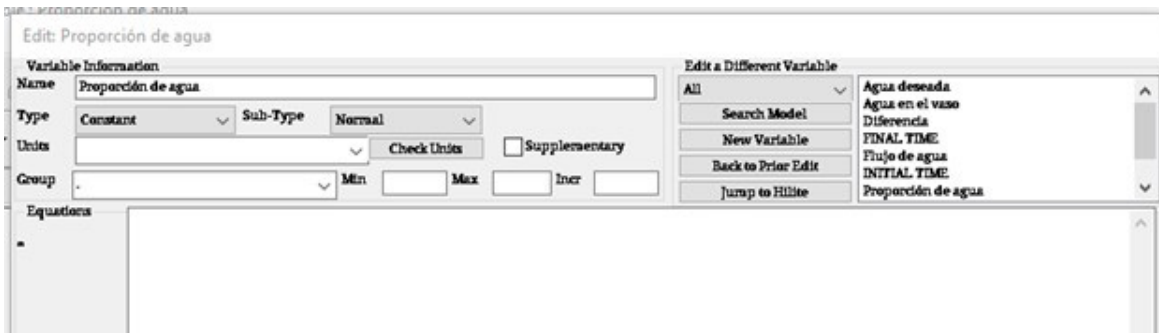 Edit: Proporción de agua
Variable Information
Name Proporción de agua
Type Constant Sub-Type Normal
Units Check Units Supplementary
Group . Min Max Incr
Edit a Different Variable
All
Search Model
New Variable
Back to Prior Edit
Jump to Hilite
Agua deseada
Agua en el vaso
Diferencia
FINAL TIME
Flujo de agua
INITIAL TIME
Proporción de agua
Equations
=